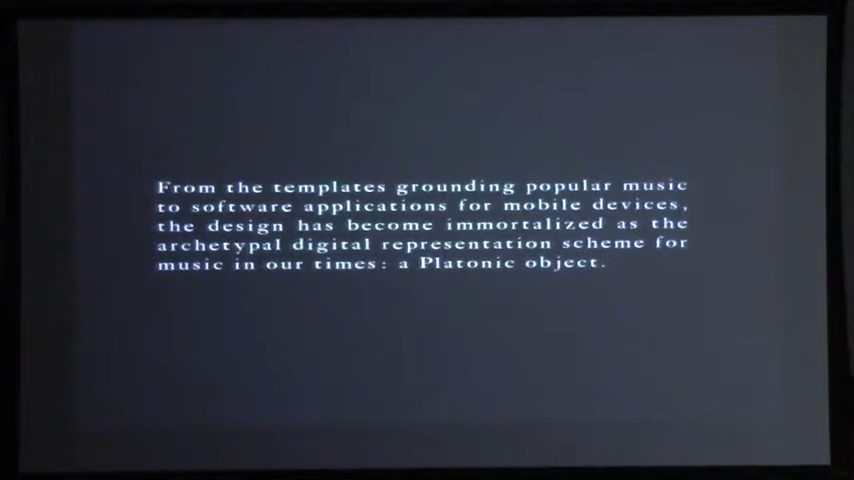 From the templates grounding popular music
to software applications for mobile devices,
the design has become immortalized as the
archetypal digital representation scheme for
music in our times: a Platonic object.